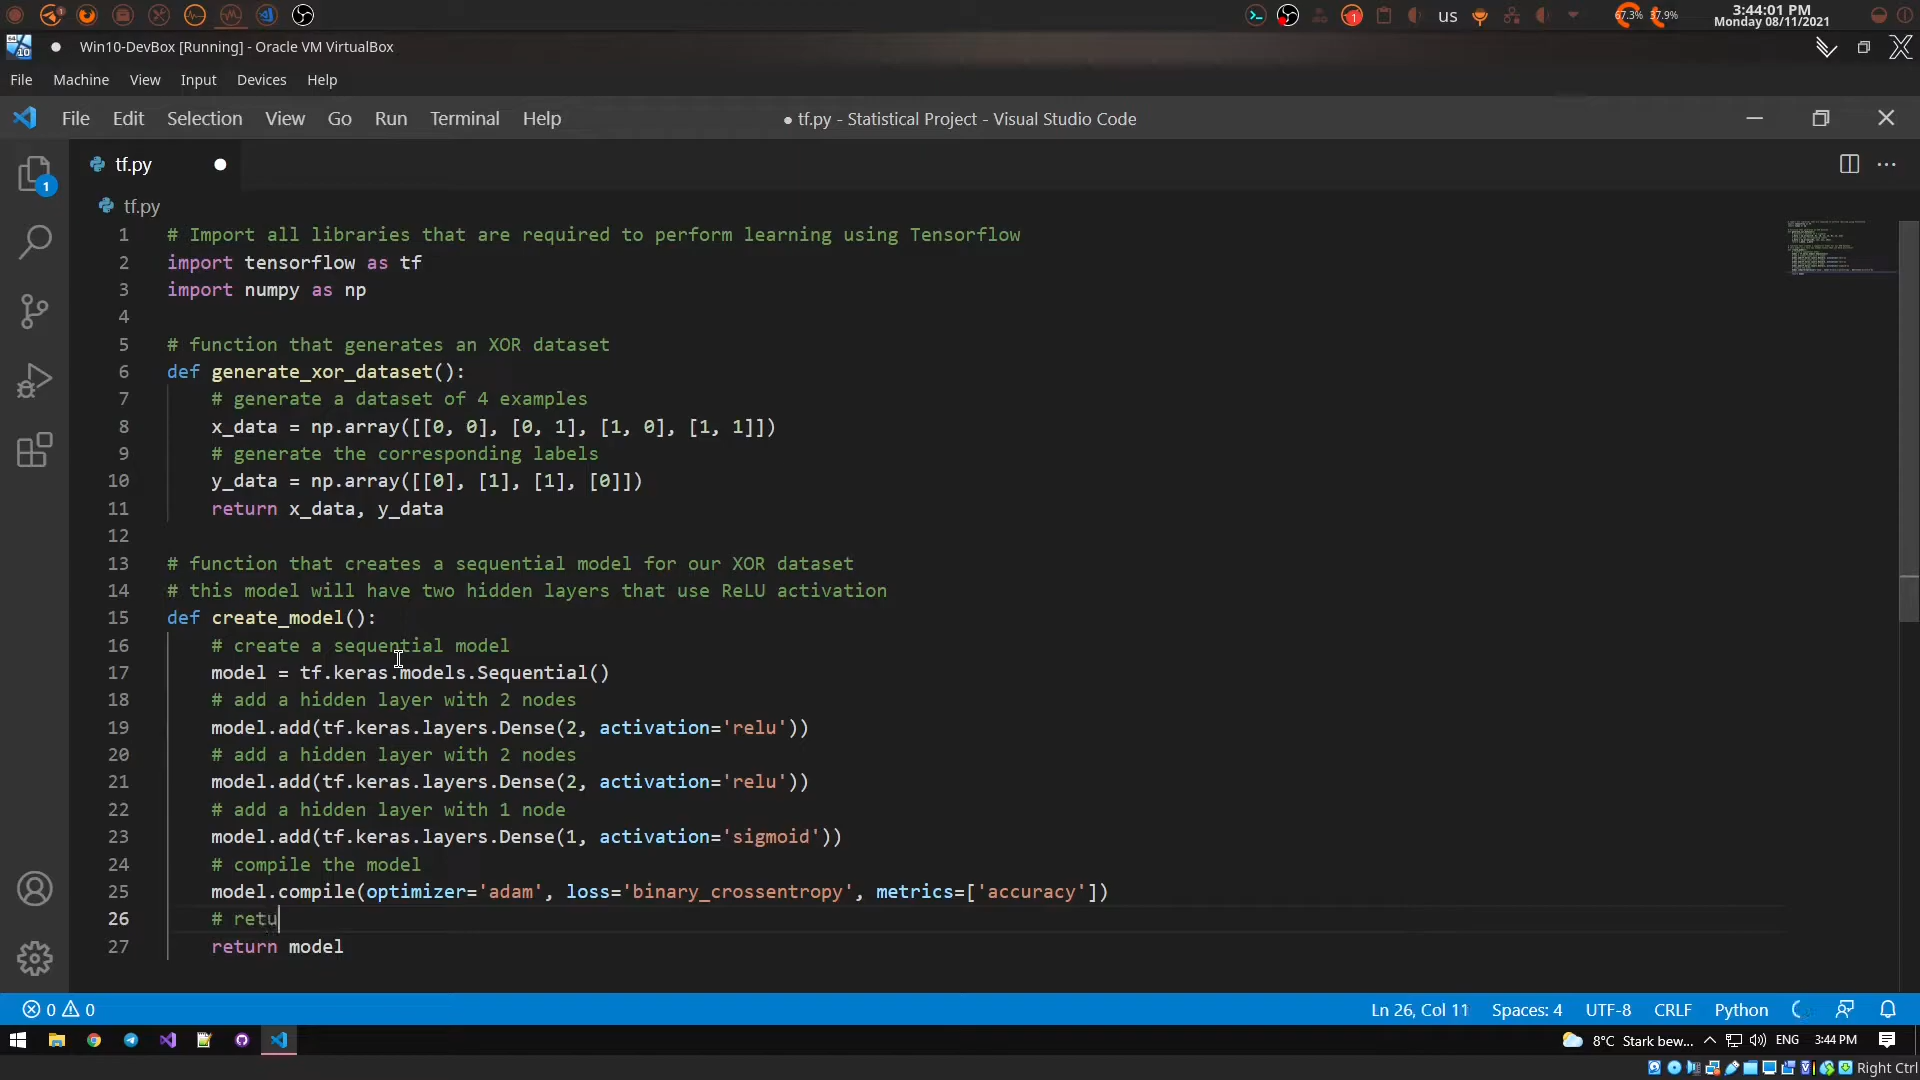 us
67.3% 37.9%
3:44:01 PM
Monday 08/11/2021
Win10-DevBox [Running] - Oracle VM VirtualBox
File Machine View Input Devices Help
File Edit Selection View Go Run Terminal Help
● tf.py - Statistical Project - Visual Studio Code
tf.py
tf.py
1 # Import all libraries that are required to perform learning using Tensorflow
2 import tensorflow as tf
3 import numpy as np
4
5 # function that generates an XOR dataset
6 def generate_xor_dataset():
7 # generate a dataset of 4 examples
8 x_data = np.array([[0, 0], [0, 1], [1, 0], [1, 1]])
9 # generate the corresponding labels
10 y_data = np.array([[0], [1], [1], [0]])
11 return x_data, y_data
12
13 # function that creates a sequential model for our XOR dataset
14 # this model will have two hidden layers that use ReLU activation
15 def create_model():
16 # create a sequential model
17 model = tf.keras.models.Sequential()
18 # add a hidden layer with 2 nodes
19 model.add(tf.keras.layers.Dense(2, activation='relu'))
20 # add a hidden layer with 2 nodes
21 model.add(tf.keras.layers.Dense(2, activation='relu'))
22 # add a hidden layer with 1 node
23 model.add(tf.keras.layers.Dense(1, activation='sigmoid'))
24 # compile the model
25 model.compile(optimizer='adam', loss='binary_crossentropy', metrics=['accuracy'])
26 # retu
27 return model
0 0 Ln 26, Col 11 Spaces: 4 UTF-8 CRLF Python
8°C Stark bew... ENG 3:44 PM
Right Ctrl